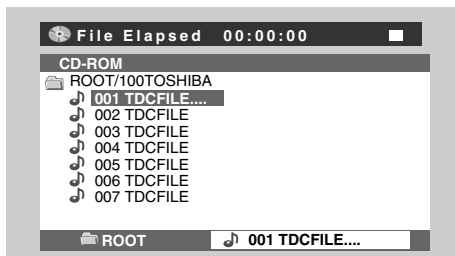 File Elapsed 00:00:00
CD-ROM
ROOT/100TOSHIBA
001 TDCFILE....
002 TDCFILE
003 TDCFILE
004 TDCFILE
005 TDCFILE
006 TDCFILE
007 TDCFILE
ROOT 001 TDCFILE....